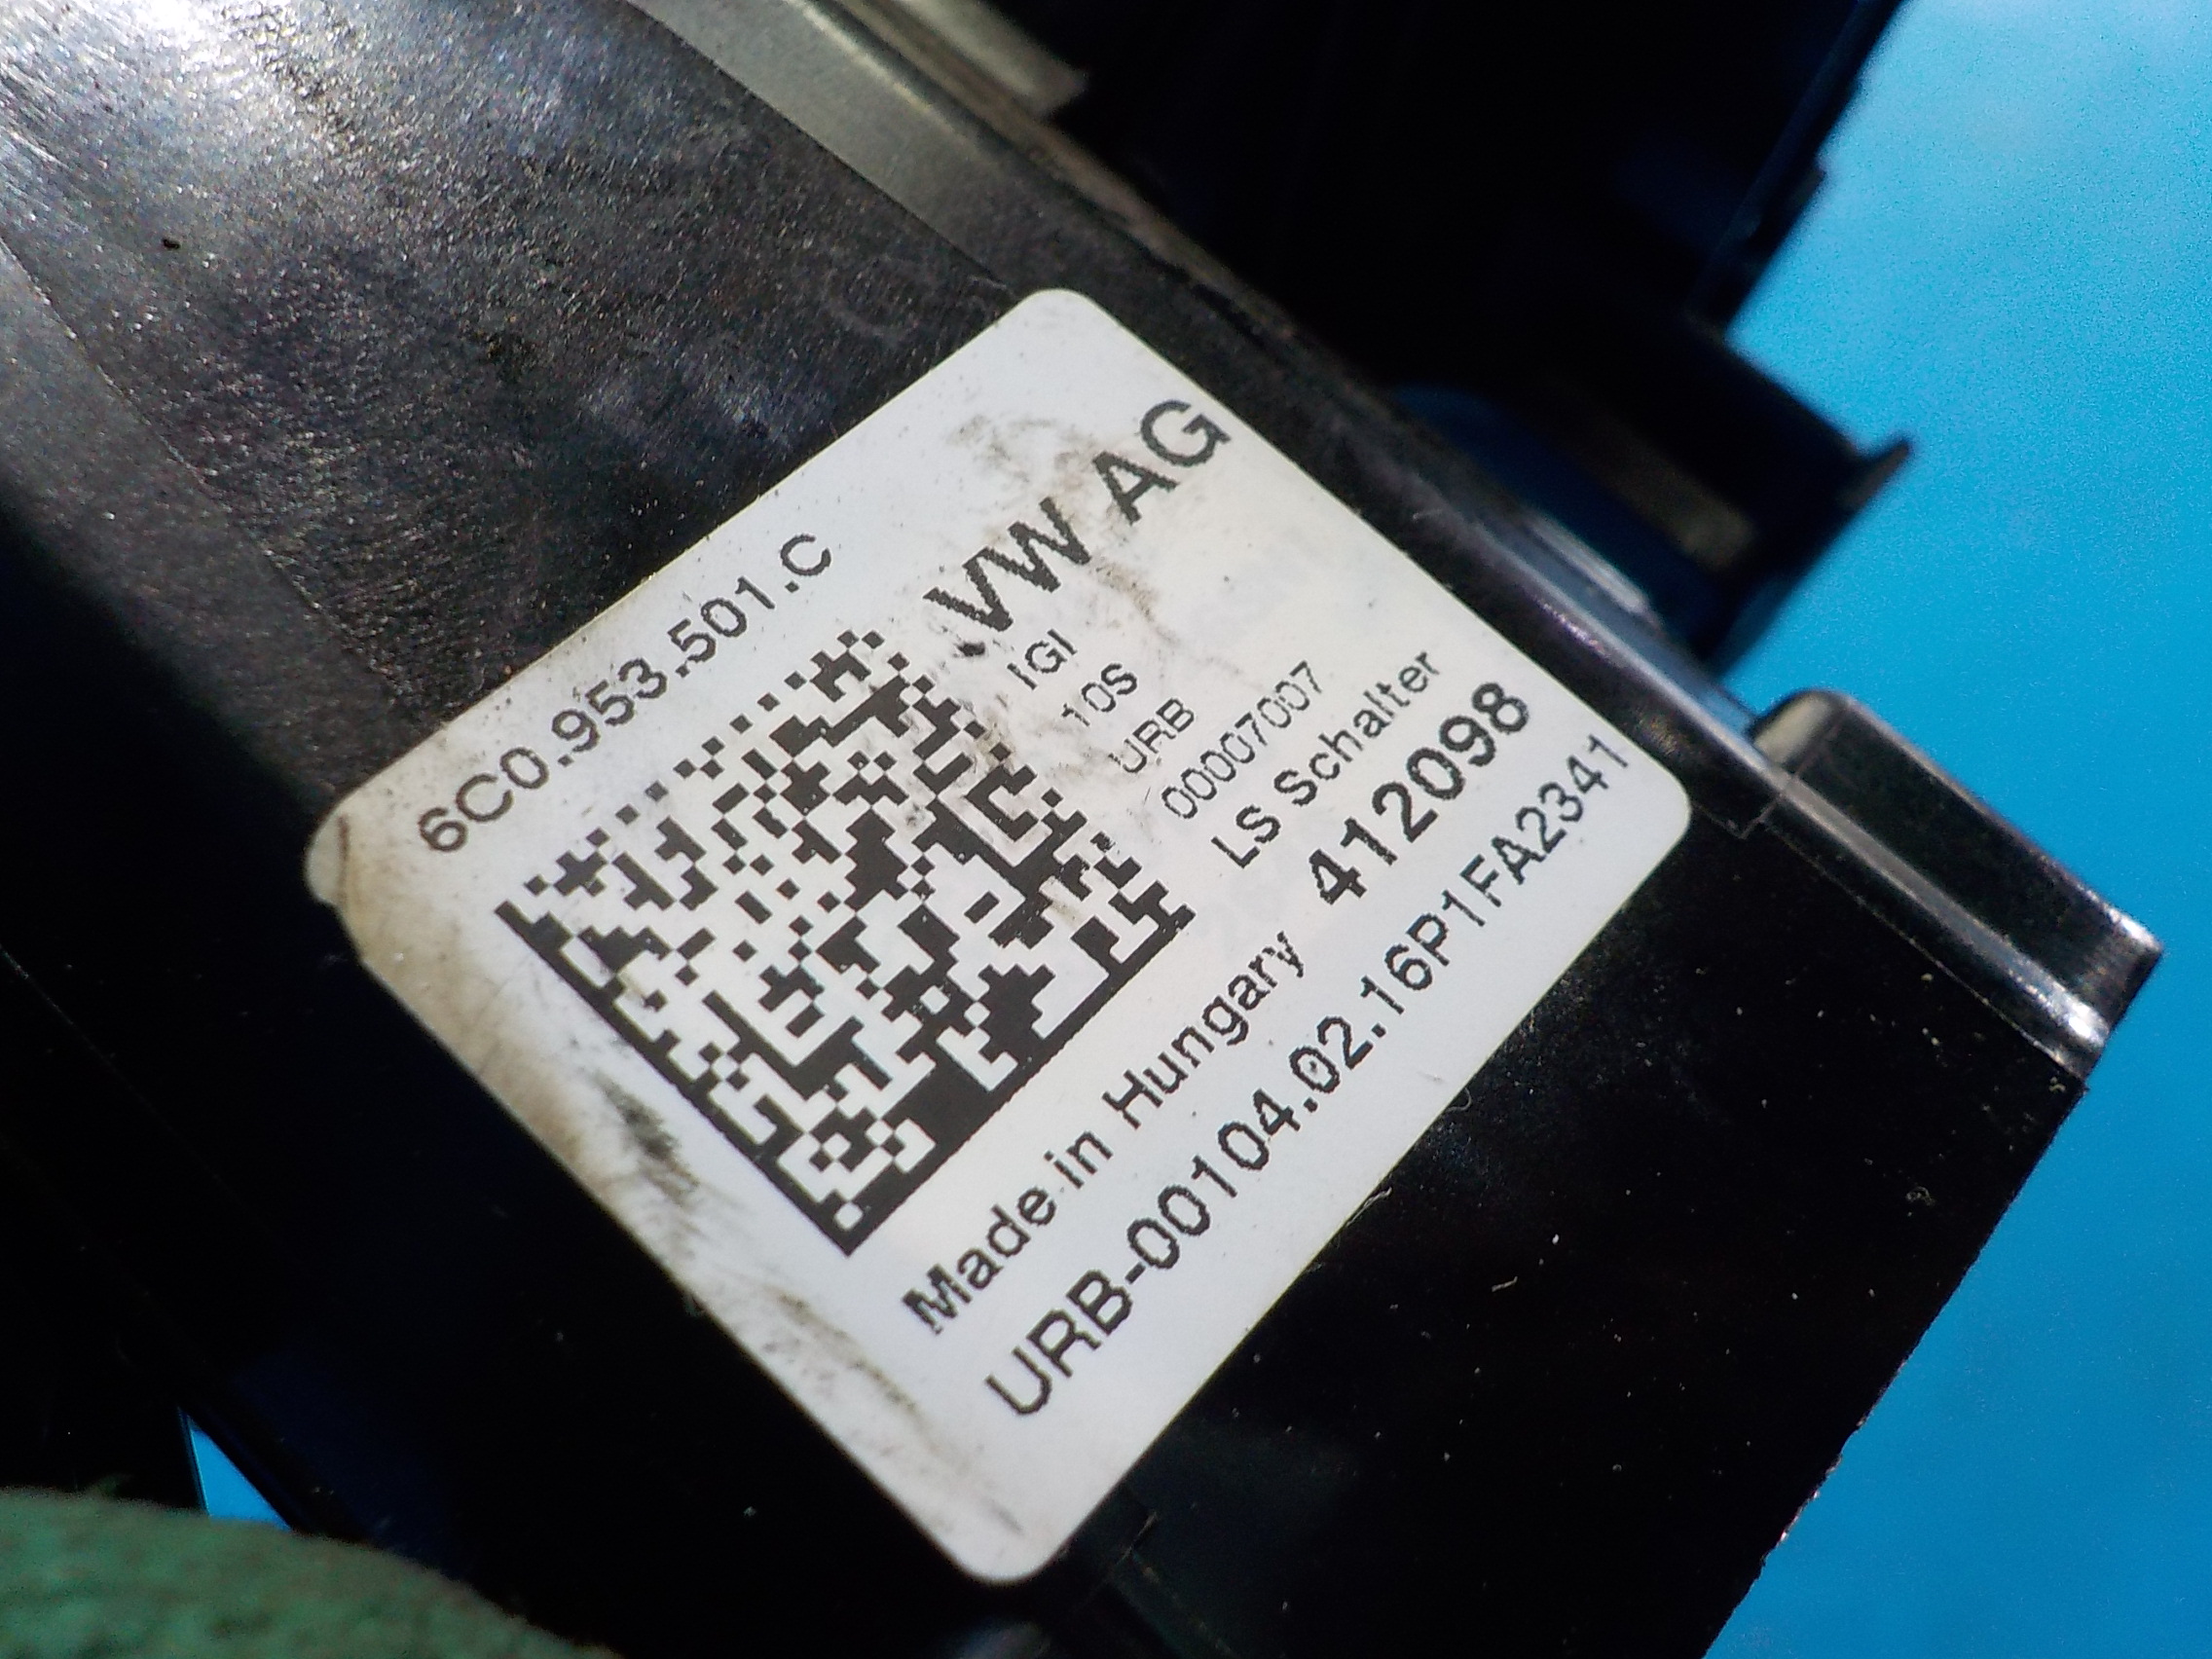 6C0.953.501.C
VW AG
IGI
10S
URB
00007007
LS Schalter
Made in Hungary 412098
URB-00104.02.16P1FA2341